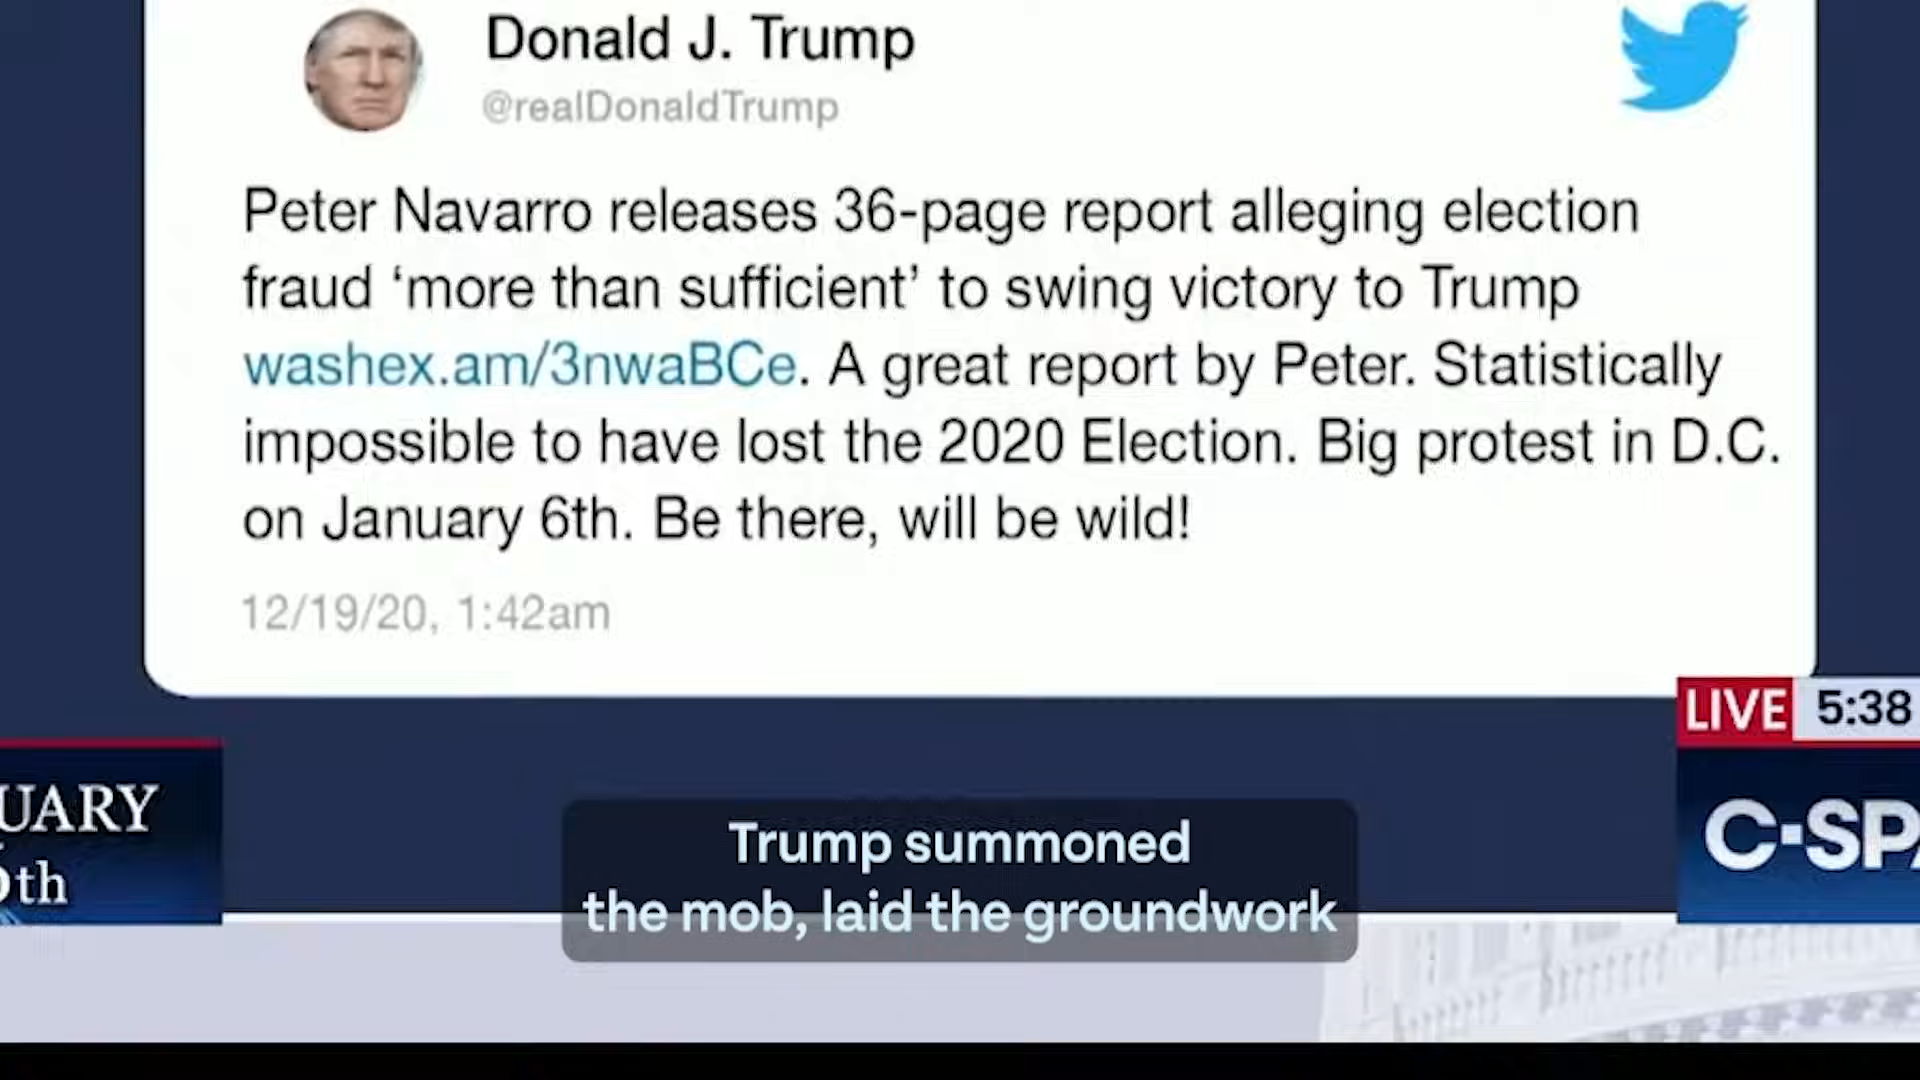 Donald J. Trump
@realDonaldTrump
Peter Navarro releases 36-page report alleging election
fraud ‘more than sufficient’ to swing victory to Trump
washex.am/3nwaBCe. A great report by Peter. Statistically
impossible to have lost the 2020 Election. Big protest in D.C.
on January 6th. Be there, will be wild!
12/19/20, 1:42am
LIVE 5:38
UARY
th
C-SPA
Trump summoned
the mob, laid the groundwork